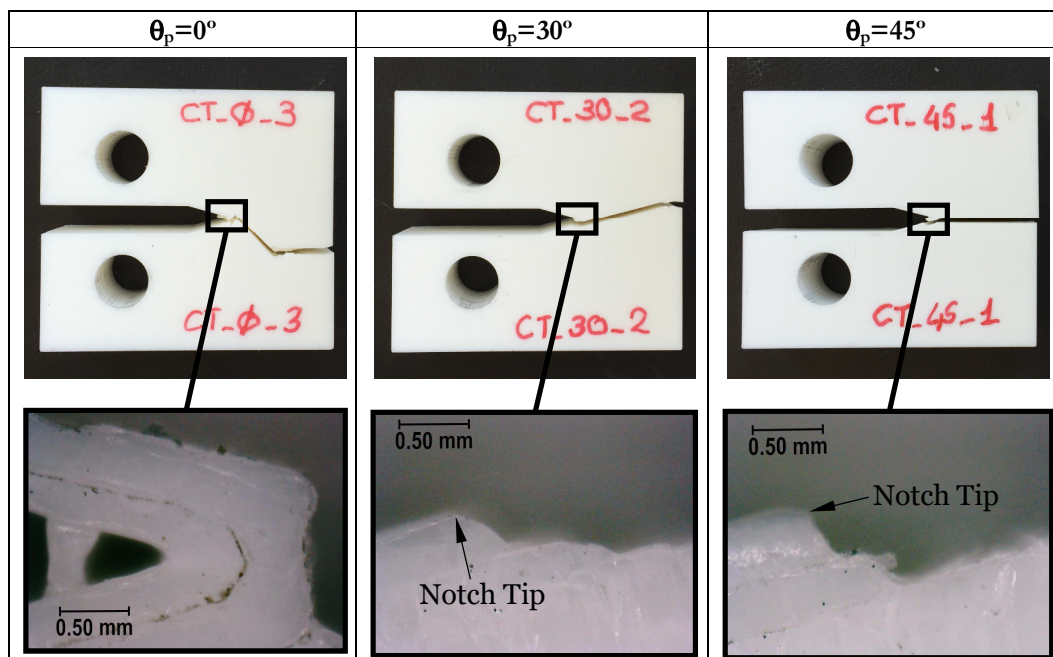 θp=0º
θp=30º
θp=45º
CT_Ø_3
CT_Ø_3
CT_30_2
CT_30_2
CT_45_1
CT_45_1
0.50 mm
0.50 mm
Notch Tip
0.50 mm
Notch Tip